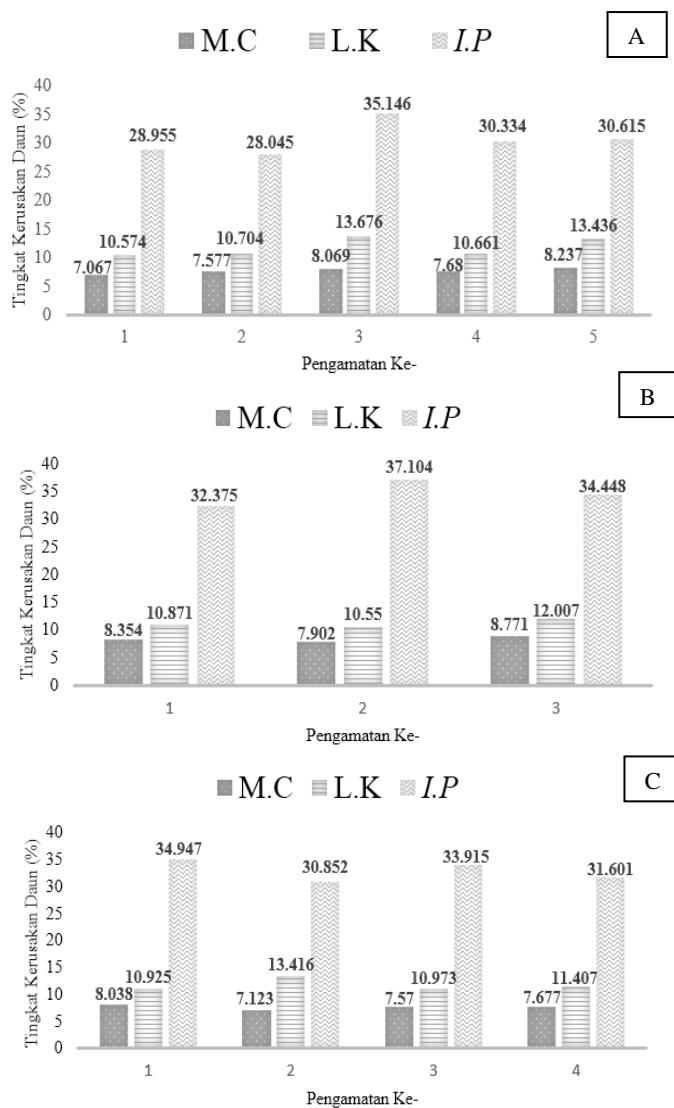 M.C L.K I.P
A
Tingkat Kerusakan Daun (%)
40
35
30
25
20
15
10
5
0
7.067 10.574 28.955
7.577 10.704 28.045
8.069 13.676 35.146
7.68 10.661 30.334
8.237 13.436 30.615
1 2 3 4 5
Pengamatan Ke-
M.C L.K I.P
B
Tingkat Kerusakan Daun (%)
40
35
30
25
20
15
10
5
0
8.354 10.871 32.375
7.902 10.55 37.104
8.771 12.007 34.448
1 2 3
Pengamatan Ke-
M.C L.K I.P
C
Tingkat Kerusakan Daun (%)
40
35
30
25
20
15
10
5
0
8.038 10.925 34.947
7.123 13.416 30.852
7.57 10.973 33.915
7.677 11.407 31.601
1 2 3 4
Pengamatan Ke-